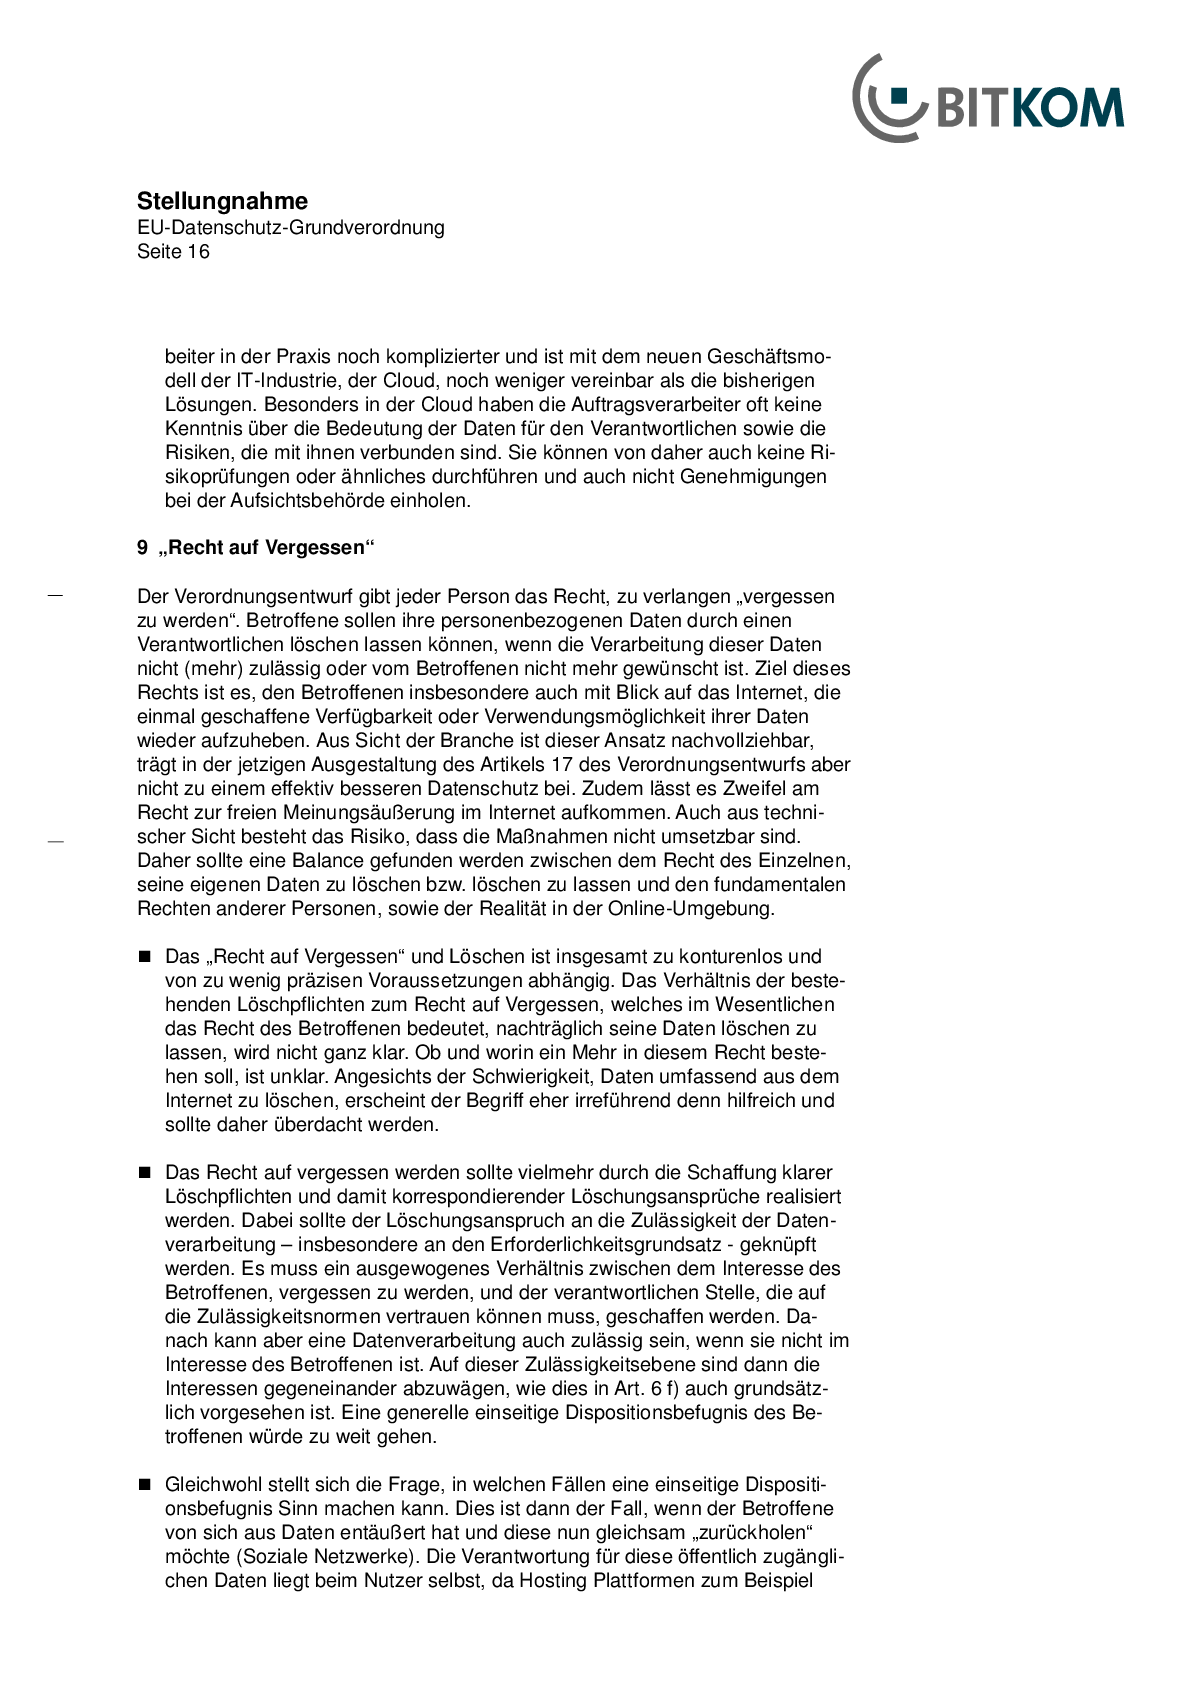 BITKOM
Stellungnahme
EU-Datenschutz-Grundverordnung
Seite 16
beiter in der Praxis noch komplizierter und ist mit dem neuen Geschäftsmo-
dell der IT-Industrie, der Cloud, noch weniger vereinbar als die bisherigen
Lösungen. Besonders in der Cloud haben die Auftragsverarbeiter oft keine
Kenntnis über die Bedeutung der Daten für den Verantwortlichen sowie die
Risiken, die mit ihnen verbunden sind. Sie können von daher auch keine Ri-
sikoprüfungen oder ähnliches durchführen und auch nicht Genehmigungen
bei der Aufsichtsbehörde einholen.
9 „Recht auf Vergessen“
Der Verordnungsentwurf gibt jeder Person das Recht, zu verlangen „vergessen
zu werden“. Betroffene sollen ihre personenbezogenen Daten durch einen
Verantwortlichen löschen lassen können, wenn die Verarbeitung dieser Daten
nicht (mehr) zulässig oder vom Betroffenen nicht mehr gewünscht ist. Ziel dieses
Rechts ist es, den Betroffenen insbesondere auch mit Blick auf das Internet, die
einmal geschaffene Verfügbarkeit oder Verwendungsmöglichkeit ihrer Daten
wieder aufzuheben. Aus Sicht der Branche ist dieser Ansatz nachvollziehbar,
trägt in der jetzigen Ausgestaltung des Artikels 17 des Verordnungsentwurfs aber
nicht zu einem effektiv besseren Datenschutz bei. Zudem lässt es Zweifel am
Recht zur freien Meinungsäußerung im Internet aufkommen. Auch aus techni-
scher Sicht besteht das Risiko, dass die Maßnahmen nicht umsetzbar sind.
Daher sollte eine Balance gefunden werden zwischen dem Recht des Einzelnen,
seine eigenen Daten zu löschen bzw. löschen zu lassen und den fundamentalen
Rechten anderer Personen, sowie der Realität in der Online-Umgebung.
■ Das „Recht auf Vergessen“ und Löschen ist insgesamt zu konturenlos und
von zu wenig präzisen Voraussetzungen abhängig. Das Verhältnis der beste-
henden Löschpflichten zum Recht auf Vergessen, welches im Wesentlichen
das Recht des Betroffenen bedeutet, nachträglich seine Daten löschen zu
lassen, wird nicht ganz klar. Ob und worin ein Mehr in diesem Recht beste-
hen soll, ist unklar. Angesichts der Schwierigkeit, Daten umfassend aus dem
Internet zu löschen, erscheint der Begriff eher irreführend denn hilfreich und
sollte daher überdacht werden.
■ Das Recht auf vergessen werden sollte vielmehr durch die Schaffung klarer
Löschpflichten und damit korrespondierender Löschungsansprüche realisiert
werden. Dabei sollte der Löschungsanspruch an die Zulässigkeit der Daten-
verarbeitung – insbesondere an den Erforderlichkeitsgrundsatz - geknüpft
werden. Es muss ein ausgewogenes Verhältnis zwischen dem Interesse des
Betroffenen, vergessen zu werden, und der verantwortlichen Stelle, die auf
die Zulässigkeitsnormen vertrauen können muss, geschaffen werden. Da-
nach kann aber eine Datenverarbeitung auch zulässig sein, wenn sie nicht im
Interesse des Betroffenen ist. Auf dieser Zulässigkeitsebene sind dann die
Interessen gegeneinander abzuwägen, wie dies in Art. 6 f) auch grundsätz-
lich vorgesehen ist. Eine generelle einseitige Dispositionsbefugnis des Be-
troffenen würde zu weit gehen.
■ Gleichwohl stellt sich die Frage, in welchen Fällen eine einseitige Dispositi-
onsbefugnis Sinn machen kann. Dies ist dann der Fall, wenn der Betroffene
von sich aus Daten entäußert hat und diese nun gleichsam „zurückholen“
möchte (Soziale Netzwerke). Die Verantwortung für diese öffentlich zugängli-
chen Daten liegt beim Nutzer selbst, da Hosting Plattformen zum Beispiel